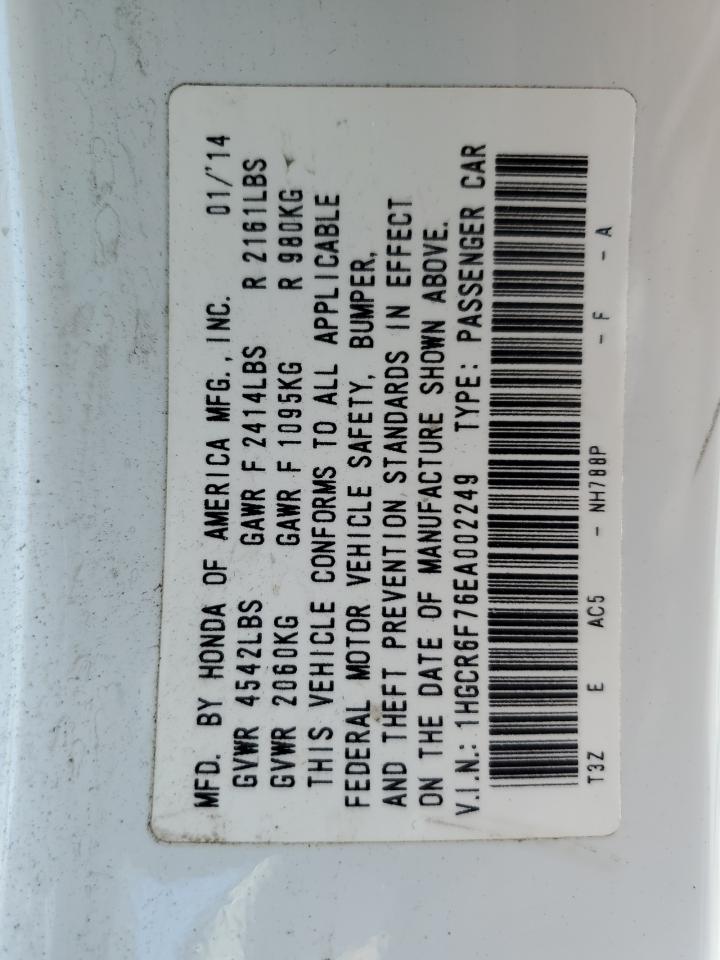 MFD. BY HONDA OF AMERICA MFG., INC. 01/'14
GVWR 4542LBS GAWR F 2414LBS R 2161LBS
GVWR 2060KG GAWR F 1095KG R 980KG
THIS VEHICLE CONFORMS TO ALL APPLICABLE
FEDERAL MOTOR VEHICLE SAFETY, BUMPER,
AND THEFT PREVENTION STANDARDS IN EFFECT
ON THE DATE OF MANUFACTURE SHOWN ABOVE.
V.I.N.: 1HGCR6F76EA002249 TYPE: PASSENGER CAR
T3Z E AC5 - NH788P - F - A